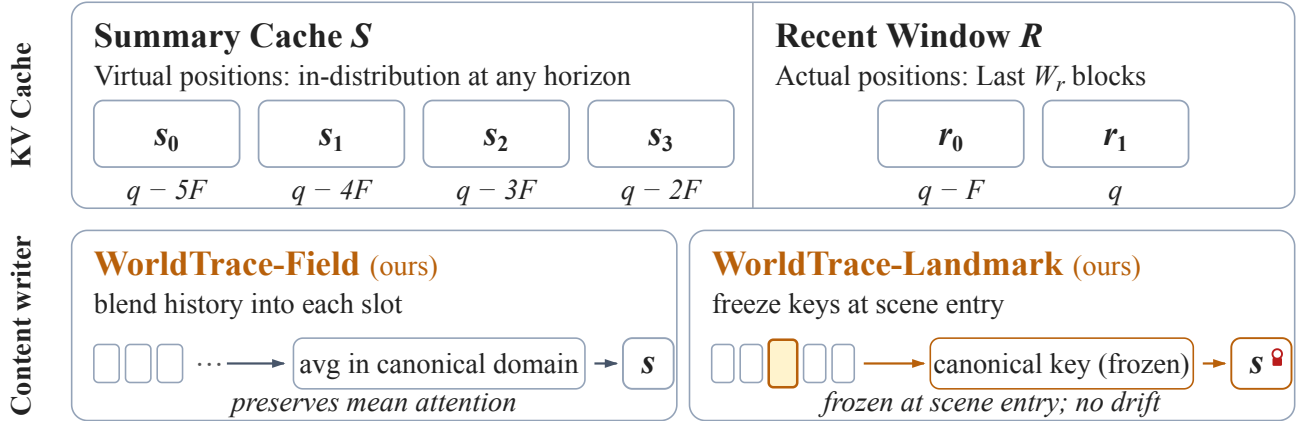 KV Cache
Summary Cache S
Virtual positions: in-distribution at any horizon
s₀ s₁ s₂ s₃
q − 5F q − 4F q − 3F q − 2F
Recent Window R
Actual positions: Last Wᵣ blocks
r₀ r₁
q − F q
Content writer
WorldTrace-Field (ours)
blend history into each slot
··· avg in canonical domain s
preserves mean attention
WorldTrace-Landmark (ours)
freeze keys at scene entry
canonical key (frozen) s
frozen at scene entry; no drift